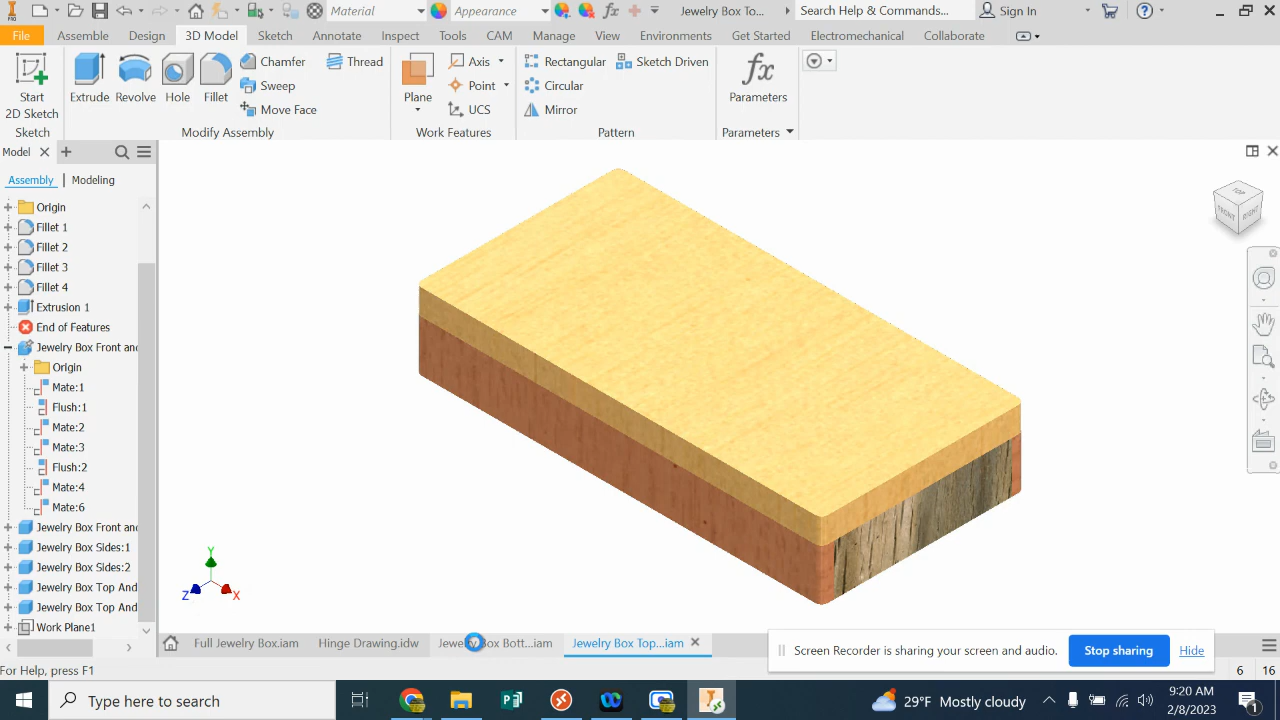 Material
Appearance
Jewelry Box To...
Search Help & Commands...
Sign In
File
Assemble
Design
3D Model
Sketch
Annotate
Inspect
Tools
CAM
Manage
View
Environments
Get Started
Electromechanical
Collaborate
Start
2D Sketch
Extrude
Revolve
Hole
Fillet
Chamfer
Sweep
Move Face
Thread
Plane
Axis
Point
UCS
Rectangular
Circular
Mirror
Sketch Driven
fx
Parameters
Sketch
Modify Assembly
Work Features
Pattern
Parameters
Model
Assembly
Modeling
Origin
Fillet 1
Fillet 2
Fillet 3
Fillet 4
Extrusion 1
End of Features
Jewelry Box Front and
Origin
Mate:1
Flush:1
Mate:2
Mate:3
Flush:2
Mate:4
Mate:6
Jewelry Box Front and
Jewelry Box Sides:1
Jewelry Box Sides:2
Jewelry Box Top And
Jewelry Box Top And
Work Plane1
TOP
FRONT
RIGHT
Y
Z
X
Full Jewelry Box.iam
Hinge Drawing.idw
Jewelry Box Bott...iam
Jewelry Box Top...iam
Screen Recorder is sharing your screen and audio.
Stop sharing
Hide
For Help, press F1
6
16
Type here to search
29°F Mostly cloudy
9:20 AM
2/8/2023
1